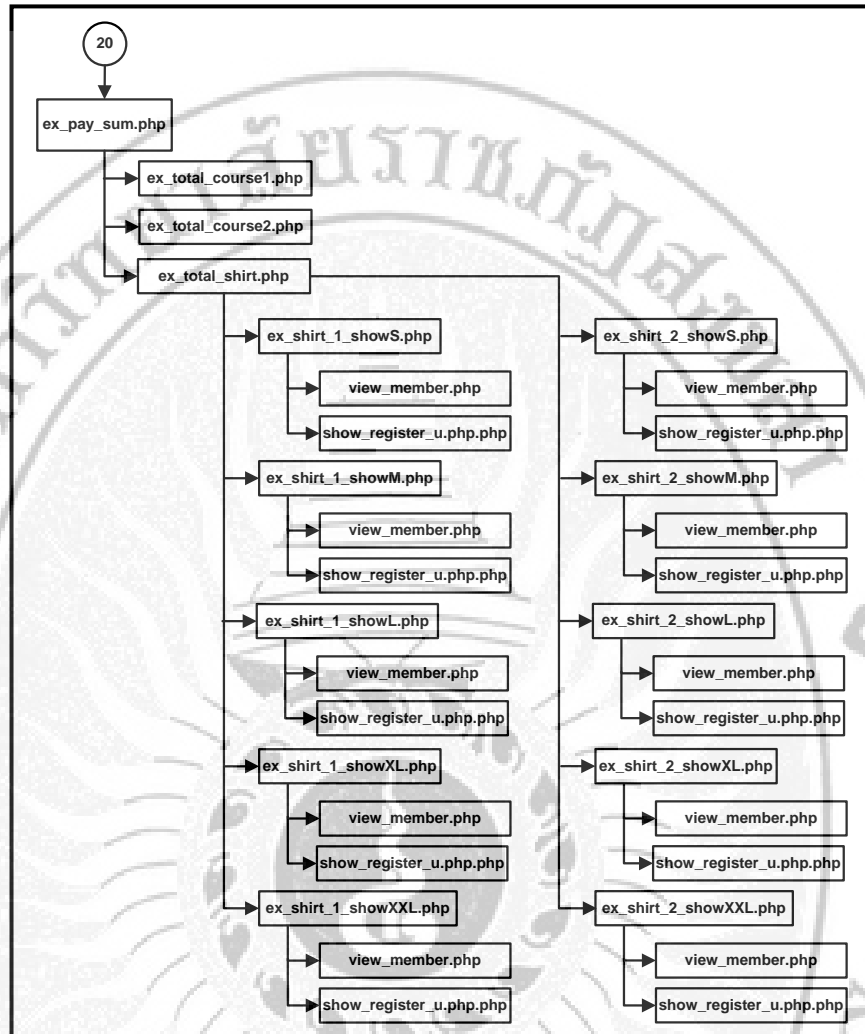 20
ex_pay_sum.php
ex_total_course1.php
ex_total_course2.php
ex_total_shirt.php
ex_shirt_1_showS.php
view_member.php
show_register_u.php.php
ex_shirt_1_showM.php
view_member.php
show_register_u.php.php
ex_shirt_1_showL.php
view_member.php
show_register_u.php.php
ex_shirt_1_showXL.php
view_member.php
show_register_u.php.php
ex_shirt_1_showXXL.php
view_member.php
show_register_u.php.php
ex_shirt_2_showS.php
view_member.php
show_register_u.php.php
ex_shirt_2_showM.php
view_member.php
show_register_u.php.php
ex_shirt_2_showL.php
view_member.php
show_register_u.php.php
ex_shirt_2_showXL.php
view_member.php
show_register_u.php.php
ex_shirt_2_showXXL.php
view_member.php
show_register_u.php.php